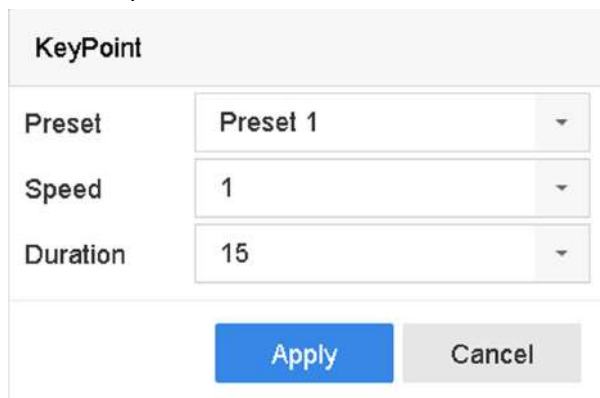 KeyPoint
Preset Preset 1
Speed 1
Duration 15
Apply Cancel